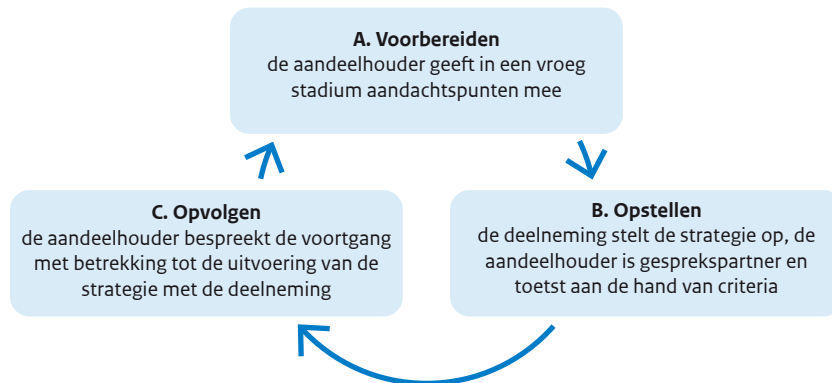 A. Voorbereiden
de aandeelhouder geeft in een vroeg
stadium aandachtspunten mee
C. Opvolgen
de aandeelhouder bespreekt de voortgang
met betrekking tot de uitvoering van de
strategie met de deelneming
B. Opstellen
de deelneming stelt de strategie op, de
aandeelhouder is gesprekspartner en
toetst aan de hand van criteria